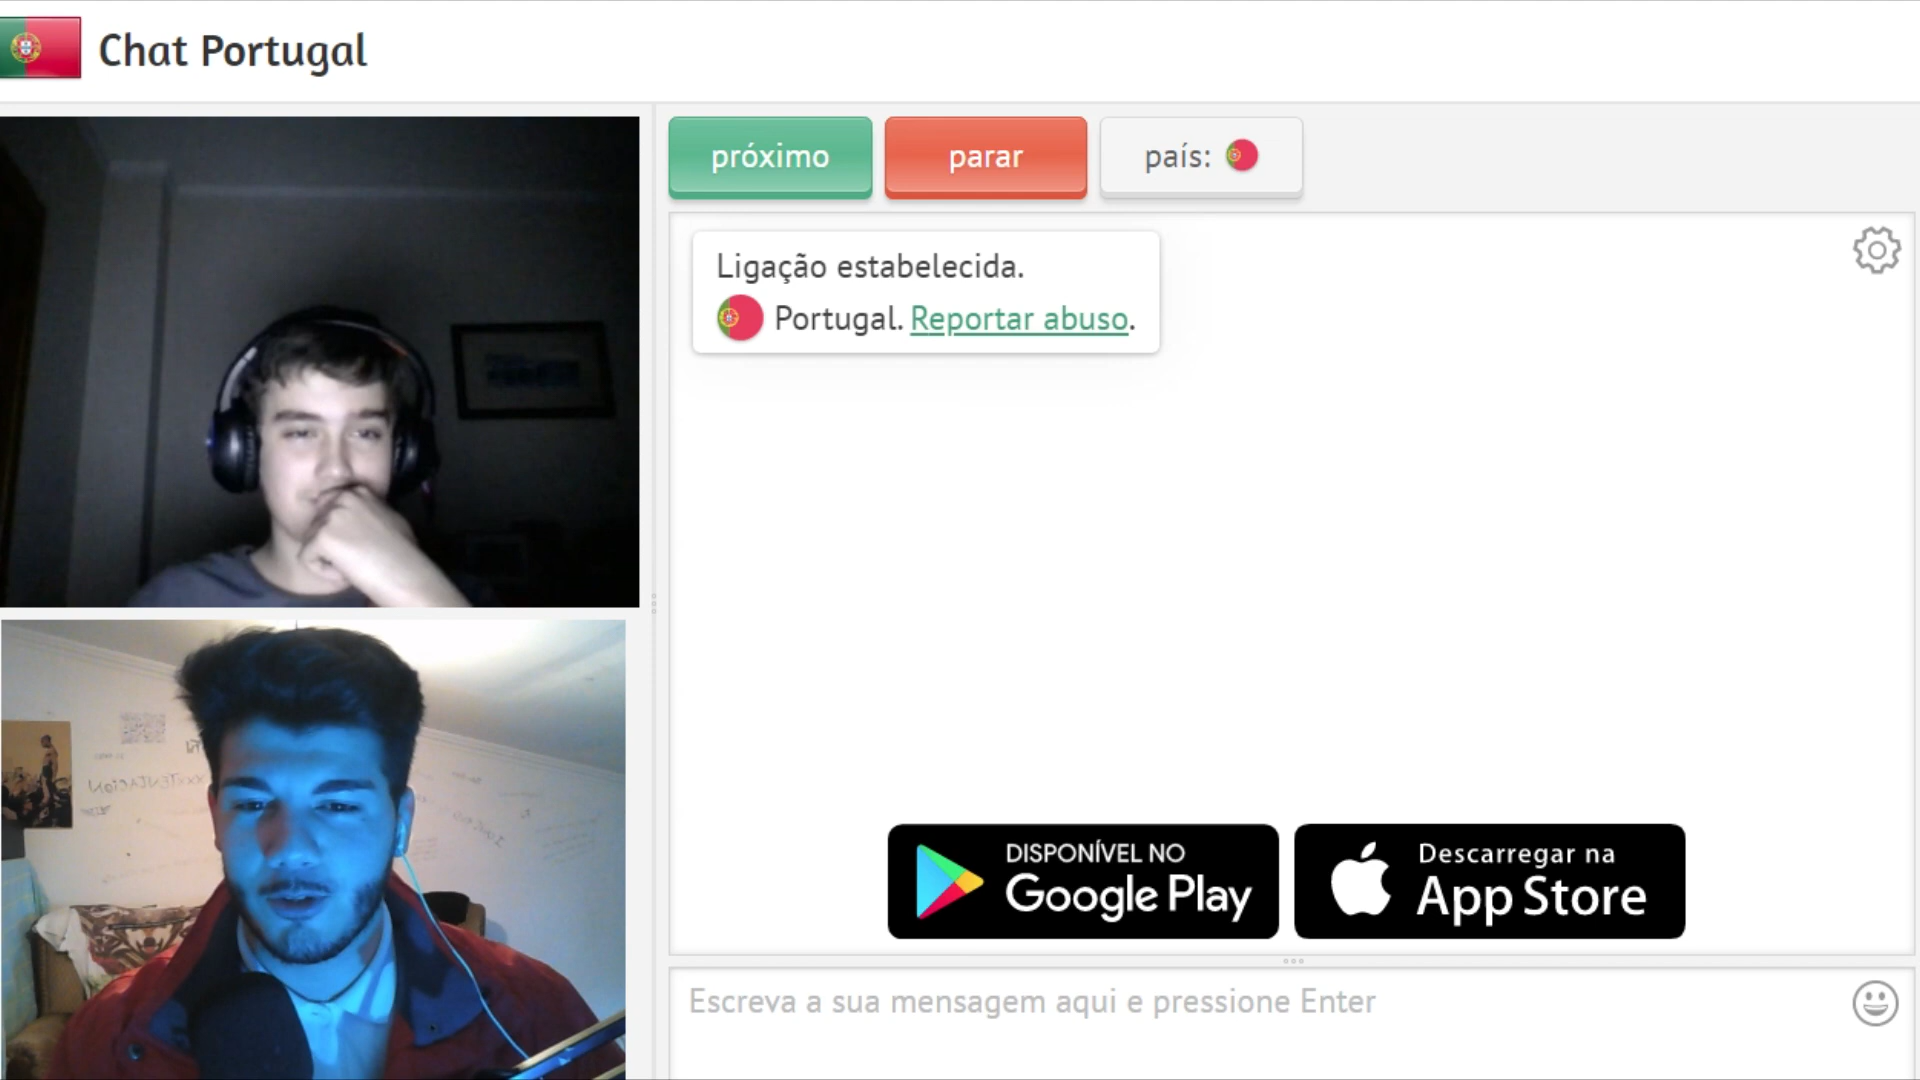 Chat Portugal
próximo
parar
país:
Ligação estabelecida.
Portugal. Reportar abuso.
XXXTENTACION
DISPONÍVEL NO
Google Play
Descarregar na
App Store
Escreva a sua mensagem aqui e pressione Enter